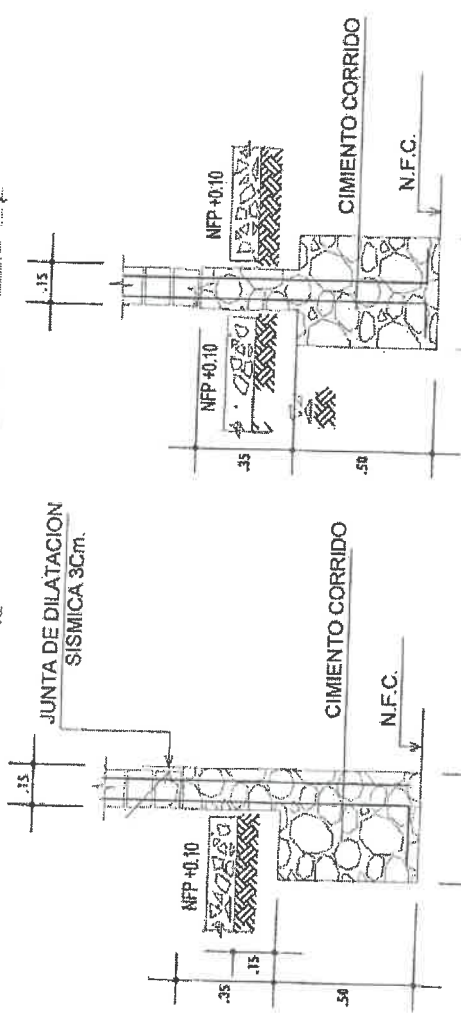 JUNTA DE DILATACION
SISMICA 3Cm.
.15
NFP +0.10
.35
.15
CIMIENTO CORRIDO
.50
N.F.C.
.15
NFP +0.10
NFP +0.10
.35
CIMIENTO CORRIDO
.50
N.F.C.